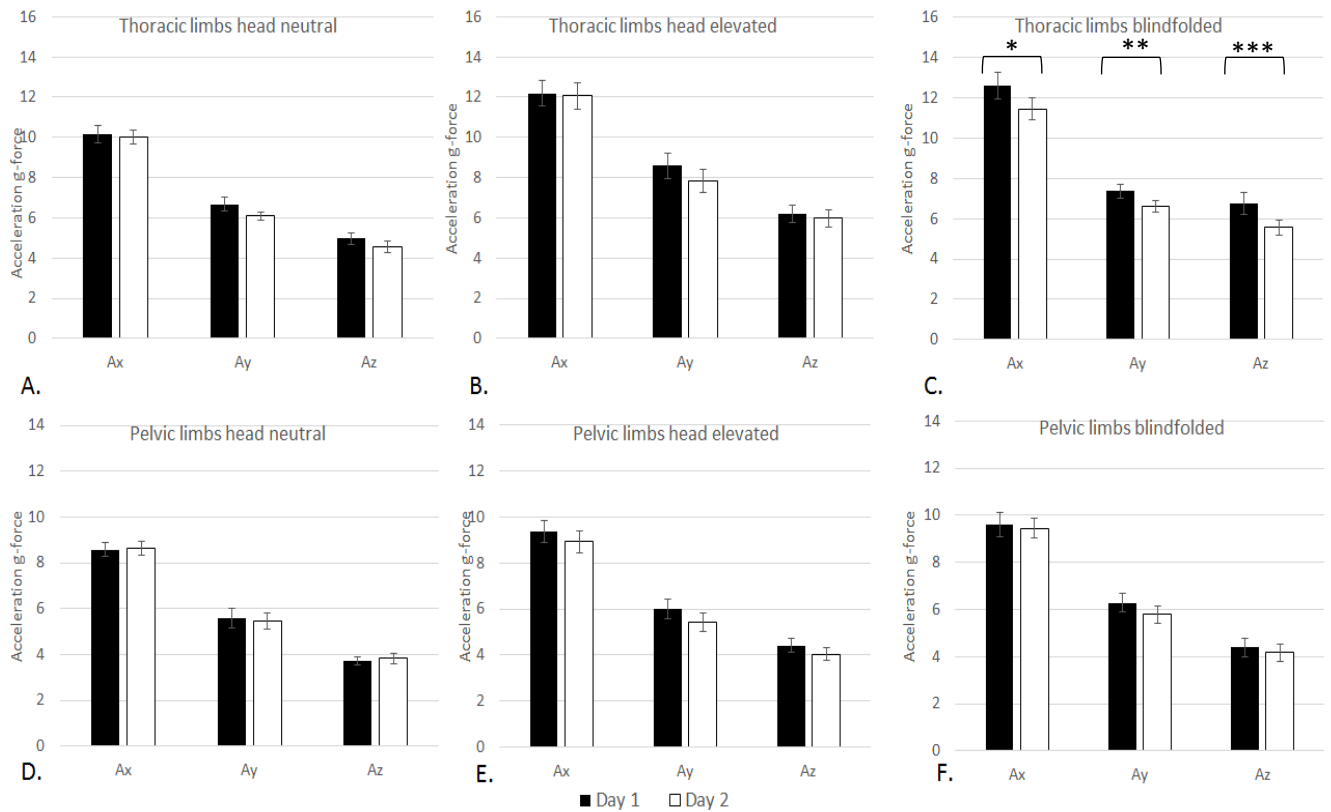 Thoracic limbs head neutral
16
14
12
10
8
6
4
2
0
Acceleration g-force
Ax Ay Az
A.
Thoracic limbs head elevated
16
14
12
10
8
6
4
2
0
Acceleration g-force
Ax Ay Az
B.
Thoracic limbs blindfolded
16
14
12
10
8
6
4
2
0
Acceleration g-force
* ** ***
Ax Ay Az
C.
Pelvic limbs head neutral
14
12
10
8
6
4
2
0
Acceleration g-force
Ax Ay Az
D.
Pelvic limbs head elevated
14
12
10
8
6
4
2
0
Acceleration g-force
Ax Ay Az
E.
Pelvic limbs blindfolded
14
12
10
8
6
4
2
0
Acceleration g-force
Ax Ay Az
F.
Day 1 Day 2